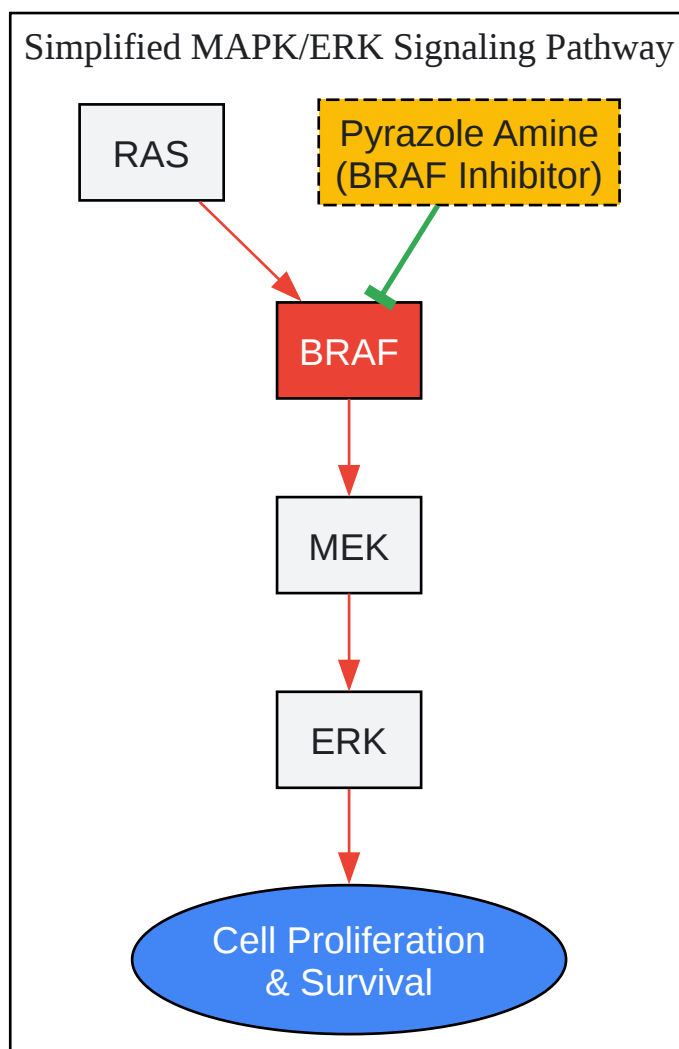 Simplified MAPK/ERK Signaling Pathway
RAS
Pyrazole Amine
(BRAF Inhibitor)
BRAF
MEK
ERK
Cell Proliferation
& Survival